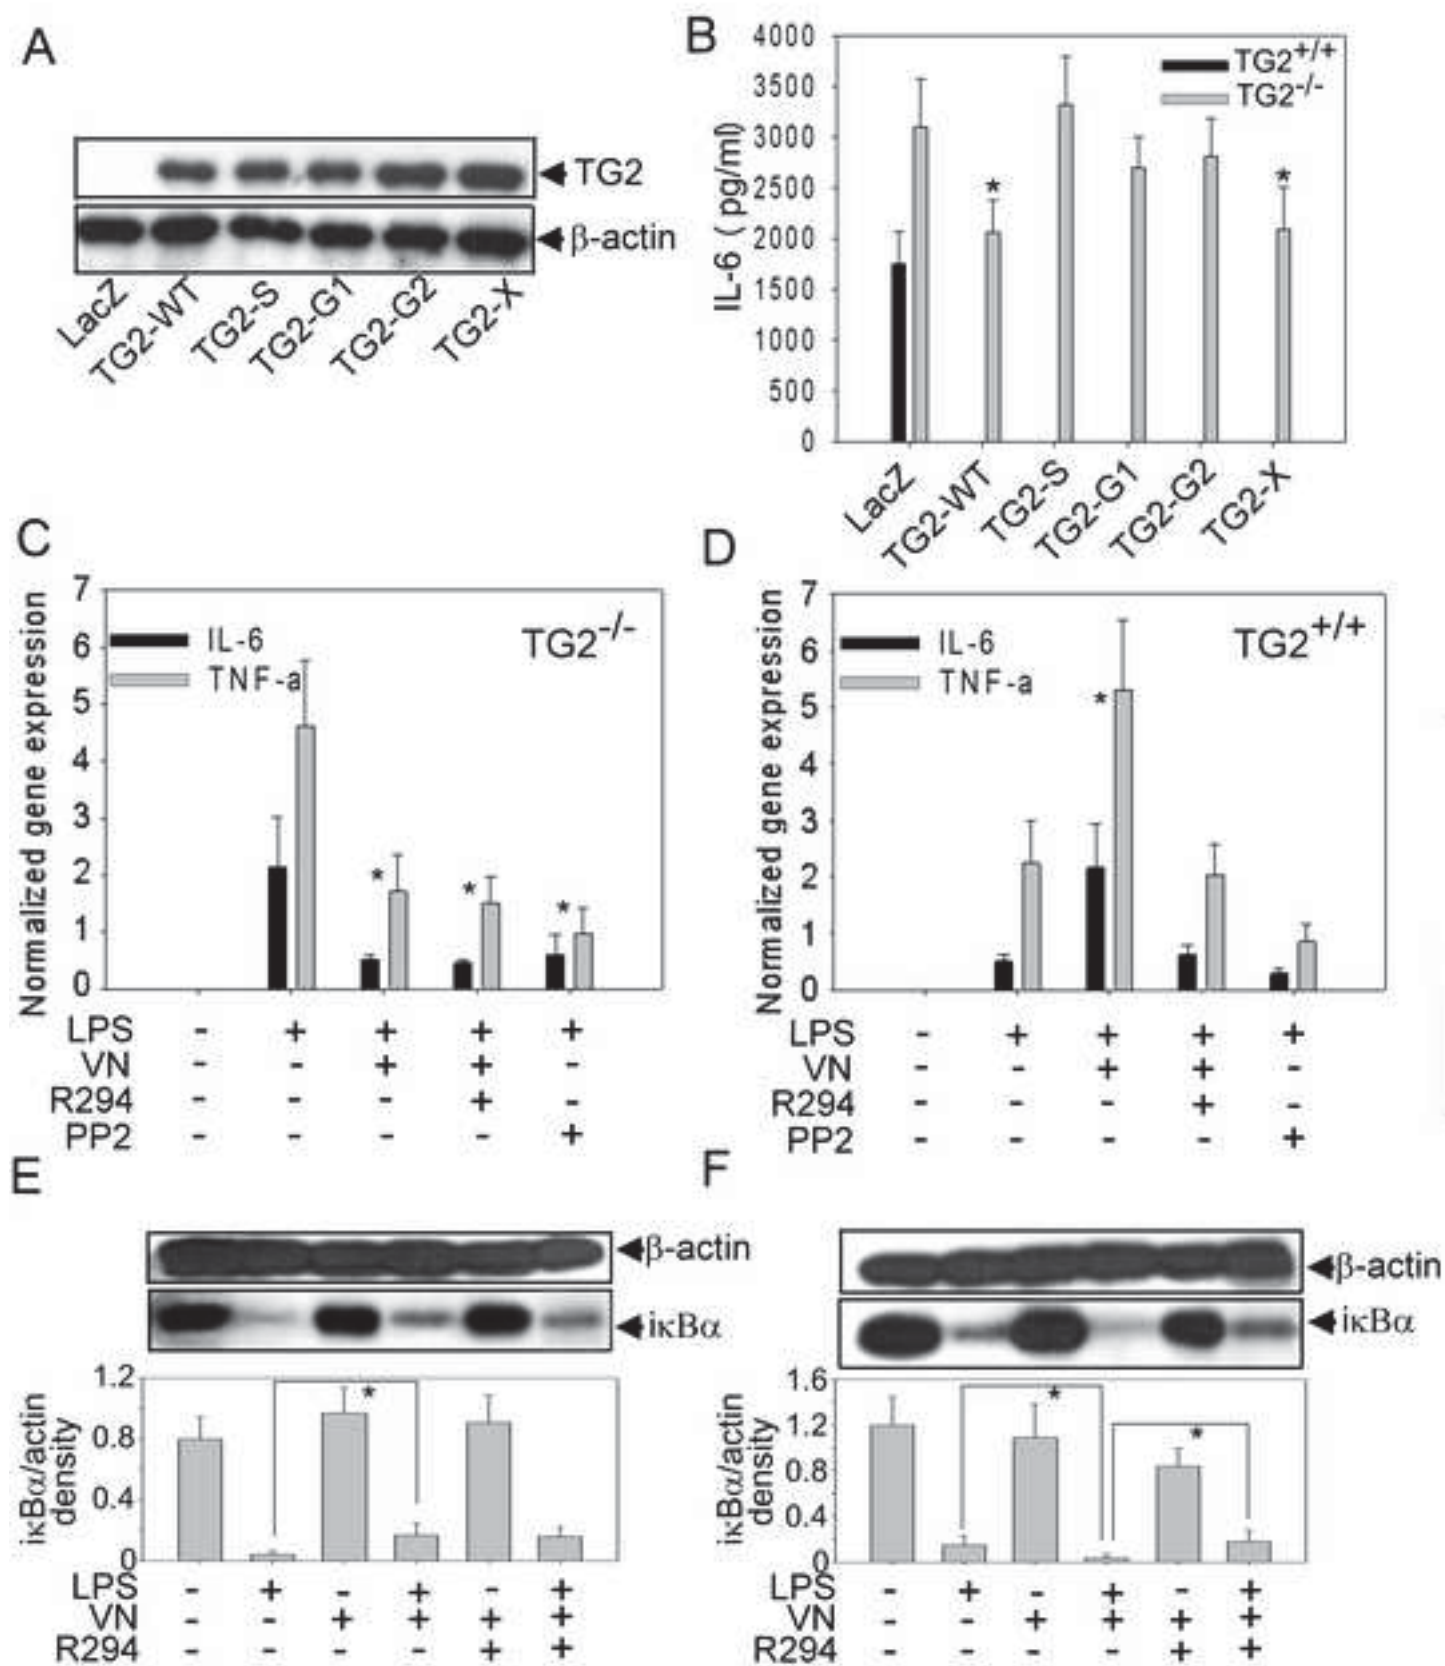 A
TG2
β-actin
LacZ
TG2-WT
TG2-S
TG2-G1
TG2-G2
TG2-X
B
IL-6 ( pg/ml)
4000
3500
3000
2500
2000
1500
1000
500
0
TG2+/+
TG2-/-
*
*
LacZ
TG2-WT
TG2-S
TG2-G1
TG2-G2
TG2-X
C
Normalized gene expression
7
6
5
4
3
2
1
0
IL-6
TNF-a
TG2-/-
* * *
LPS - + + + +
VN - - + + -
R294 - - - + -
PP2 - - - - +
D
Normalized gene expression
7
6
5
4
3
2
1
0
IL-6
TNF-a
TG2+/+
*
LPS - + + + +
VN - - + + -
R294 - - - + -
PP2 - - - - +
E
β-actin
iκBα
iκBα/actin
density
1.2
0.8
0.4
0
*
LPS - + - + - +
VN - - + + + +
R294 - - - - + +
F
β-actin
iκBα
iκBα/actin
density
1.6
1.2
0.8
0.4
0
*
*
LPS - + - + - +
VN - - + + + +
R294 - - - - + +